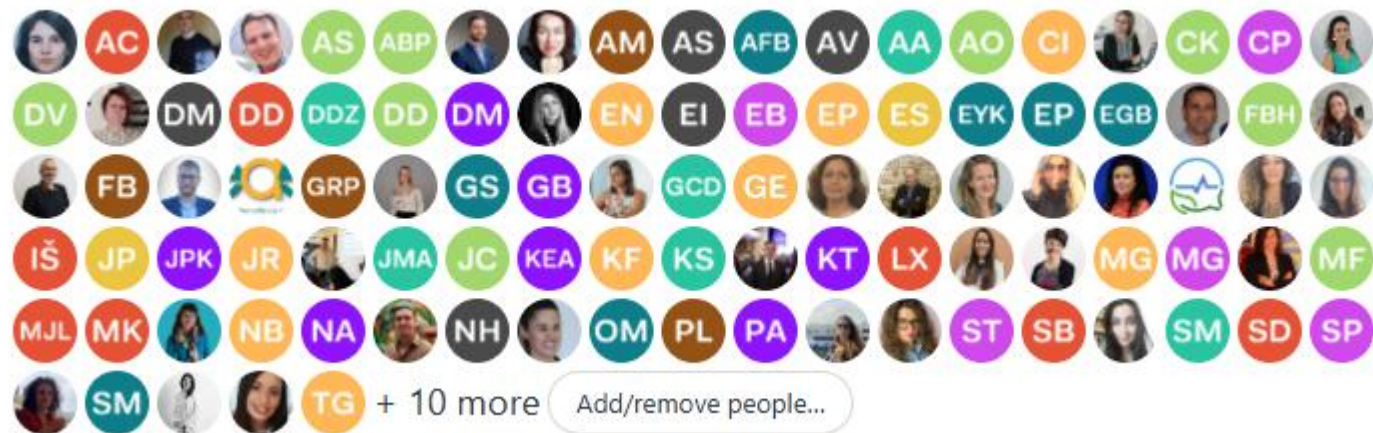 AC AS ABP AM AS AFB AV AA AO CI CK CP
DV DM DD DDZ DD DM EN EI EB EP ES EYK EP EGB FBH
FB a GRP GS GB GCD GE
IŠ JP JPK JR JMA JC KEA KF KS KT LX MG MG MF
MJL MK NB NA NH OM PL PA ST SB SM SD SP
SM TG + 10 more Add/remove people...